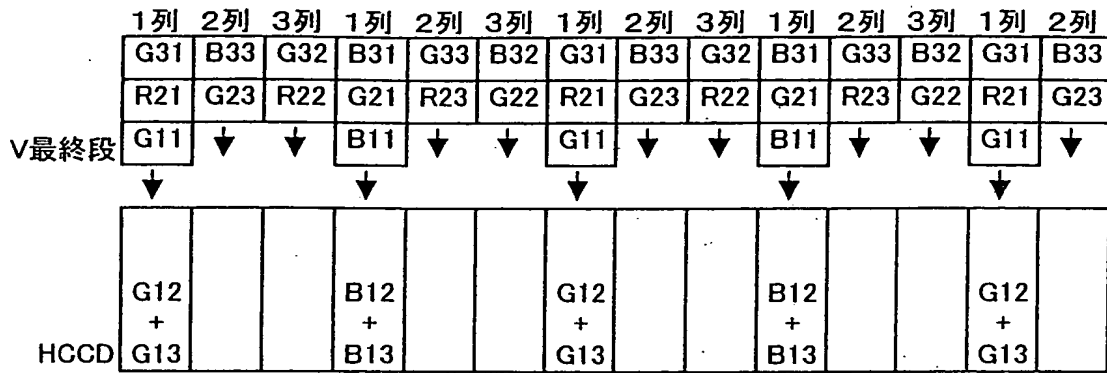 1列 2列 3列 1列 2列 3列 1列 2列 3列 1列 2列 3列 1列 2列
G31 B33 G32 B31 G33 B32 G31 B33 G32 B31 G33 B32 G31 B33
R21 G23 R22 G21 R23 G22 R21 G23 R22 G21 R23 G22 R21 G23
V最終段 G11 B11 G11 B11 G11
G12 B12 G12 B12 G12
+ + + + +
HCCD G13 B13 G13 B13 G13